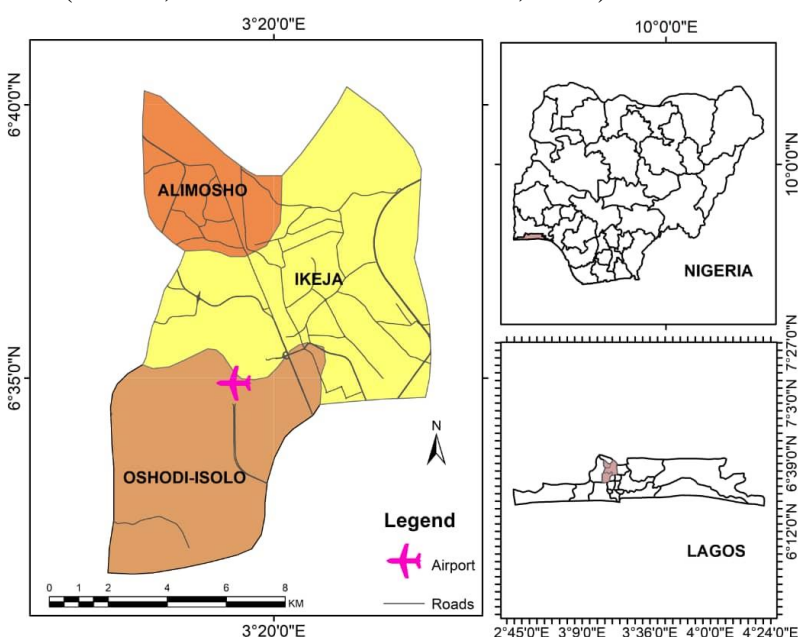 3°20'0"E
6°40'0"N
ALIMOSHO
IKEJA
6°35'0"N
OSHODI-ISOLO
N
Legend
Airport
Roads
0 1 2 4 6 8
KM
3°20'0"E
10°0'0"E
10°0'0"N
NIGERIA
7°27'0"N
7°3'0"N
6°39'0"N
6°12'0"N
LAGOS
2°45'0"E 3°9'0"E 3°36'0"E 4°0'0"E 4°24'0"E